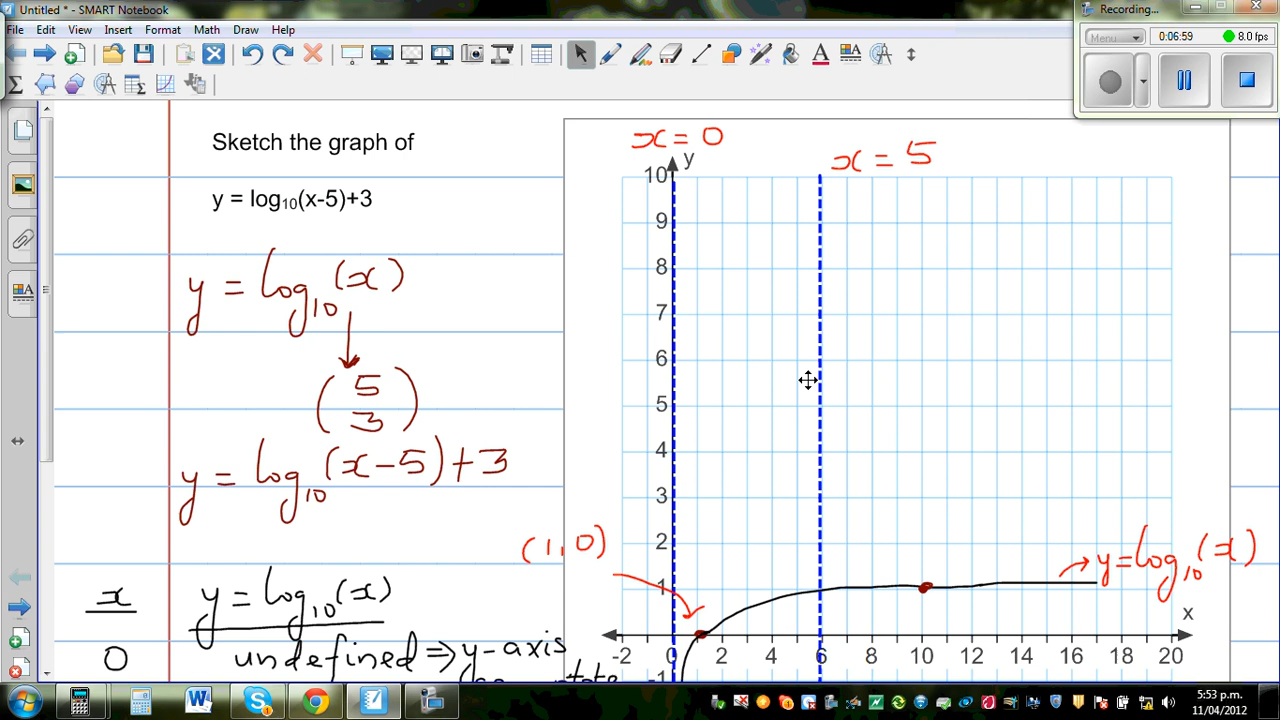 Untitled * - SMART Notebook
File Edit View Insert Format Math Draw Help
Recording...
Menu
0:06:59
8.0 fps
Sketch the graph of
y = log₁₀(x-5)+3
y = log₁₀(x)
(5
3)
y = log₁₀(x-5)+3
x
y = log₁₀(x)
0
undefined ⇒ y-axis
x = 0
x = 5
y
10
9
8
7
6
5
4
3
2
1
-1
(1, 0)
y = log₁₀(x)
x
-2 0 2 4 6 8 10 12 14 16 18 20
5:53 p.m.
11/04/2012